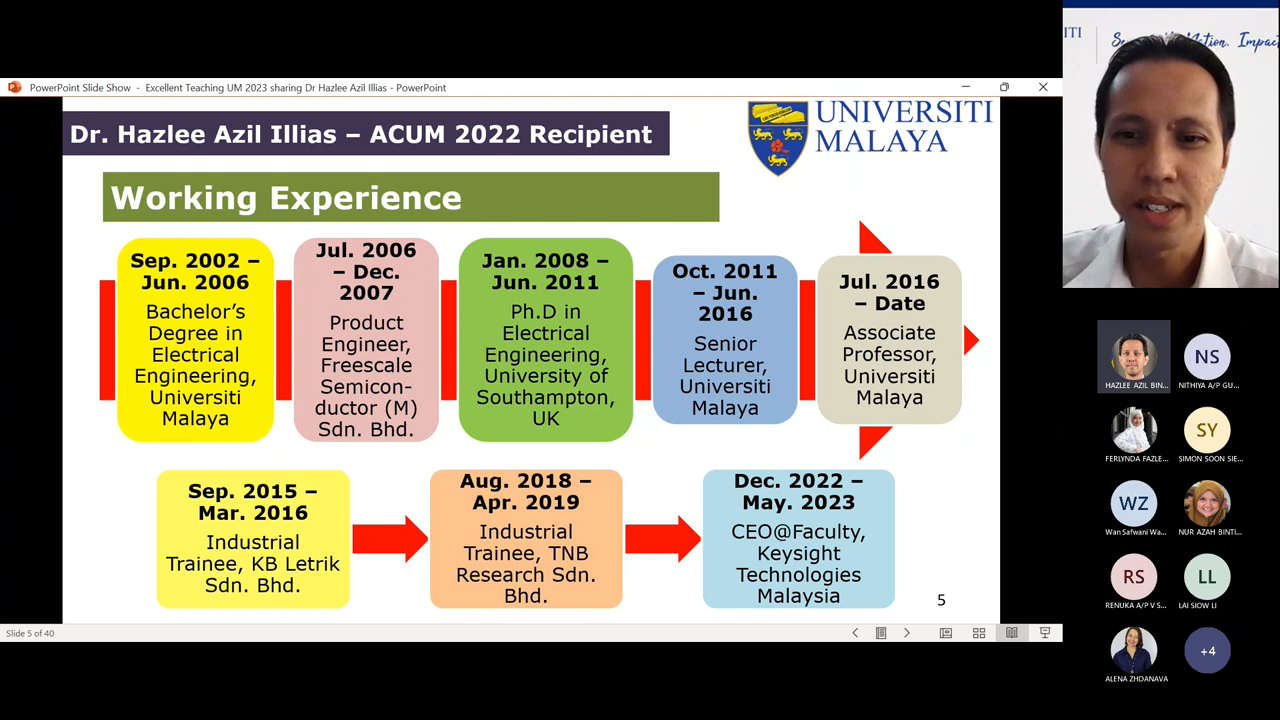 ITI
Se
ation. Impac
PowerPoint Slide Show - Excellent Teaching UM 2023 sharing Dr Hazlee Azil Illias - PowerPoint
Dr. Hazlee Azil Illias – ACUM 2022 Recipient
UNIVERSITI
MALAYA
Working Experience
Sep. 2002 –
Jun. 2006
Bachelor's
Degree in
Electrical
Engineering,
Universiti
Malaya
Jul. 2006
– Dec.
2007
Product
Engineer,
Freescale
Semicon-
ductor (M)
Sdn. Bhd.
Jan. 2008 –
Jun. 2011
Ph.D in
Electrical
Engineering,
University of
Southampton,
UK
Oct. 2011
– Jun.
2016
Senior
Lecturer,
Universiti
Malaya
Jul. 2016
– Date
Associate
Professor,
Universiti
Malaya
Sep. 2015 –
Mar. 2016
Industrial
Trainee, KB Letrik
Sdn. Bhd.
Aug. 2018 –
Apr. 2019
Industrial
Trainee, TNB
Research Sdn.
Bhd.
Dec. 2022 –
May. 2023
CEO@Faculty,
Keysight
Technologies
Malaysia
5
Slide 5 of 40
HAZLEE AZIL BIN...
NS
NITHIYA A/P GU...
FERLYNDA FAZLE...
SY
SIMON SOON SIE...
WZ
Wan Safwani Wa...
NUR AZAH BINTI...
RS
RENUKA A/P V S...
LL
LAI SIOW LI
ALENA ZHDANAVA
+4